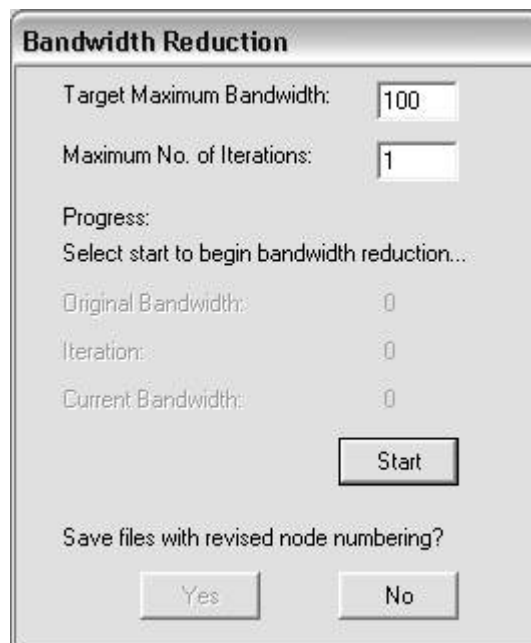 Bandwidth Reduction
Target Maximum Bandwidth: 100
Maximum No. of Iterations: 1
Progress:
Select start to begin bandwidth reduction...
Original Bandwidth: 0
Iteration: 0
Current Bandwidth: 0
Start
Save files with revised node numbering?
Yes No